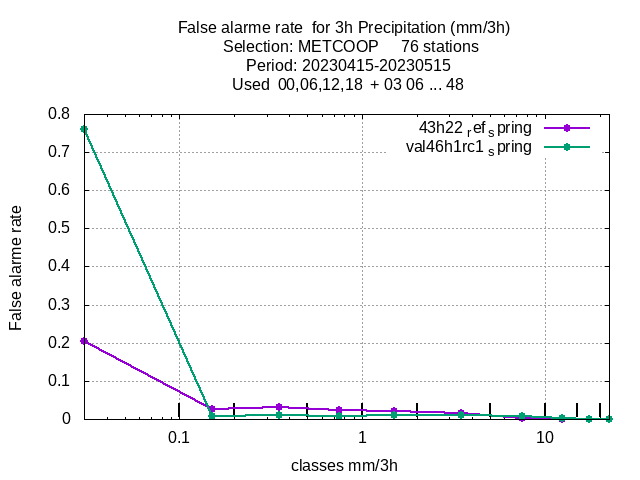 False alarme rate  for 3h Precipitation (mm/3h)
Selection: METCOOP     76 stations
Period: 20230415-20230515
Used  00,06,12,18  + 03 06 ... 48
43h22 ref spring
val46h1rc1 spring
False alarme rate
0.8
0.7
0.6
0.5
0.4
0.3
0.2
0.1
0
0.1 1 10
classes mm/3h